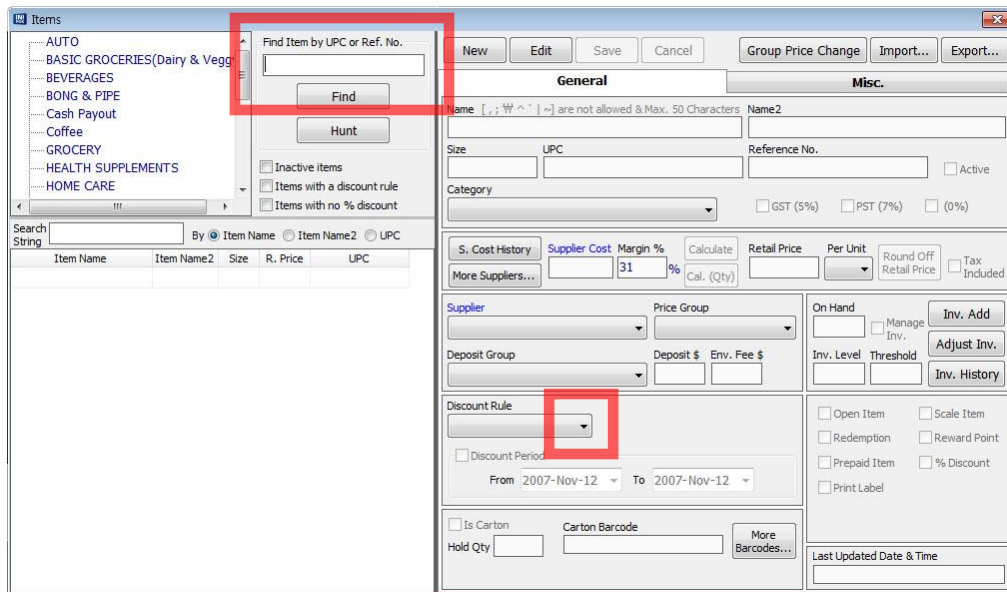 Items
AUTO
BASIC GROCERIES(Dairy & Vegg
BEVERAGES
BONG & PIPE
Cash Payout
Coffee
GROCERY
HEALTH SUPPLEMENTS
HOME CARE
Find Item by UPC or Ref. No.
Find
Hunt
Inactive items
Items with a discount rule
Items with no % discount
Search String
By Item Name Item Name2 UPC
Item Name Item Name2 Size R. Price UPC
New Edit Save Cancel Group Price Change Import... Export...
General Misc.
Name [ , ; ₩ ^ ` | ~] are not allowed & Max. 50 Characters Name2
Size UPC Reference No.
Active
Category
GST (5%) PST (7%) (0%)
S. Cost History Supplier Cost Margin % Calculate Retail Price Per Unit Round Off Retail Price Tax Included
More Suppliers... 31 % Cal. (Qty)
Supplier Price Group
Deposit Group Deposit $ Env. Fee $
On Hand Manage Inv. Inv. Add
Adjust Inv.
Inv. Level Threshold
Inv. History
Discount Rule
Discount Period
From 2007-Nov-12 To 2007-Nov-12
Open Item Scale Item
Redemption Reward Point
Prepaid Item % Discount
Print Label
Is Carton Carton Barcode
Hold Qty
More Barcodes...
Last Updated Date & Time